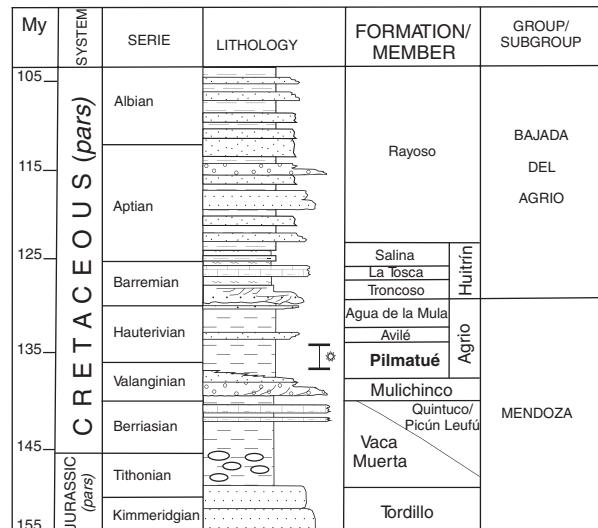 My
SYSTEM
SERIE
LITHOLOGY
FORMATION/
MEMBER
GROUP/
SUBGROUP
105
115
125
135
145
155
CRETACEOUS (pars)
JURASSIC
(pars)
Albian
Aptian
Barremian
Hauterivian
Valanginian
Berriasian
Tithonian
Kimmeridgian
Rayoso
Salina
La Tosca
Troncoso
Huitrín
Agua de la Mula
Avilé
Pilmatué
Agrio
Mulichinco
Quintuco/
Picún Leufú
Vaca
Muerta
Tordillo
BAJADA
DEL
AGRIO
MENDOZA